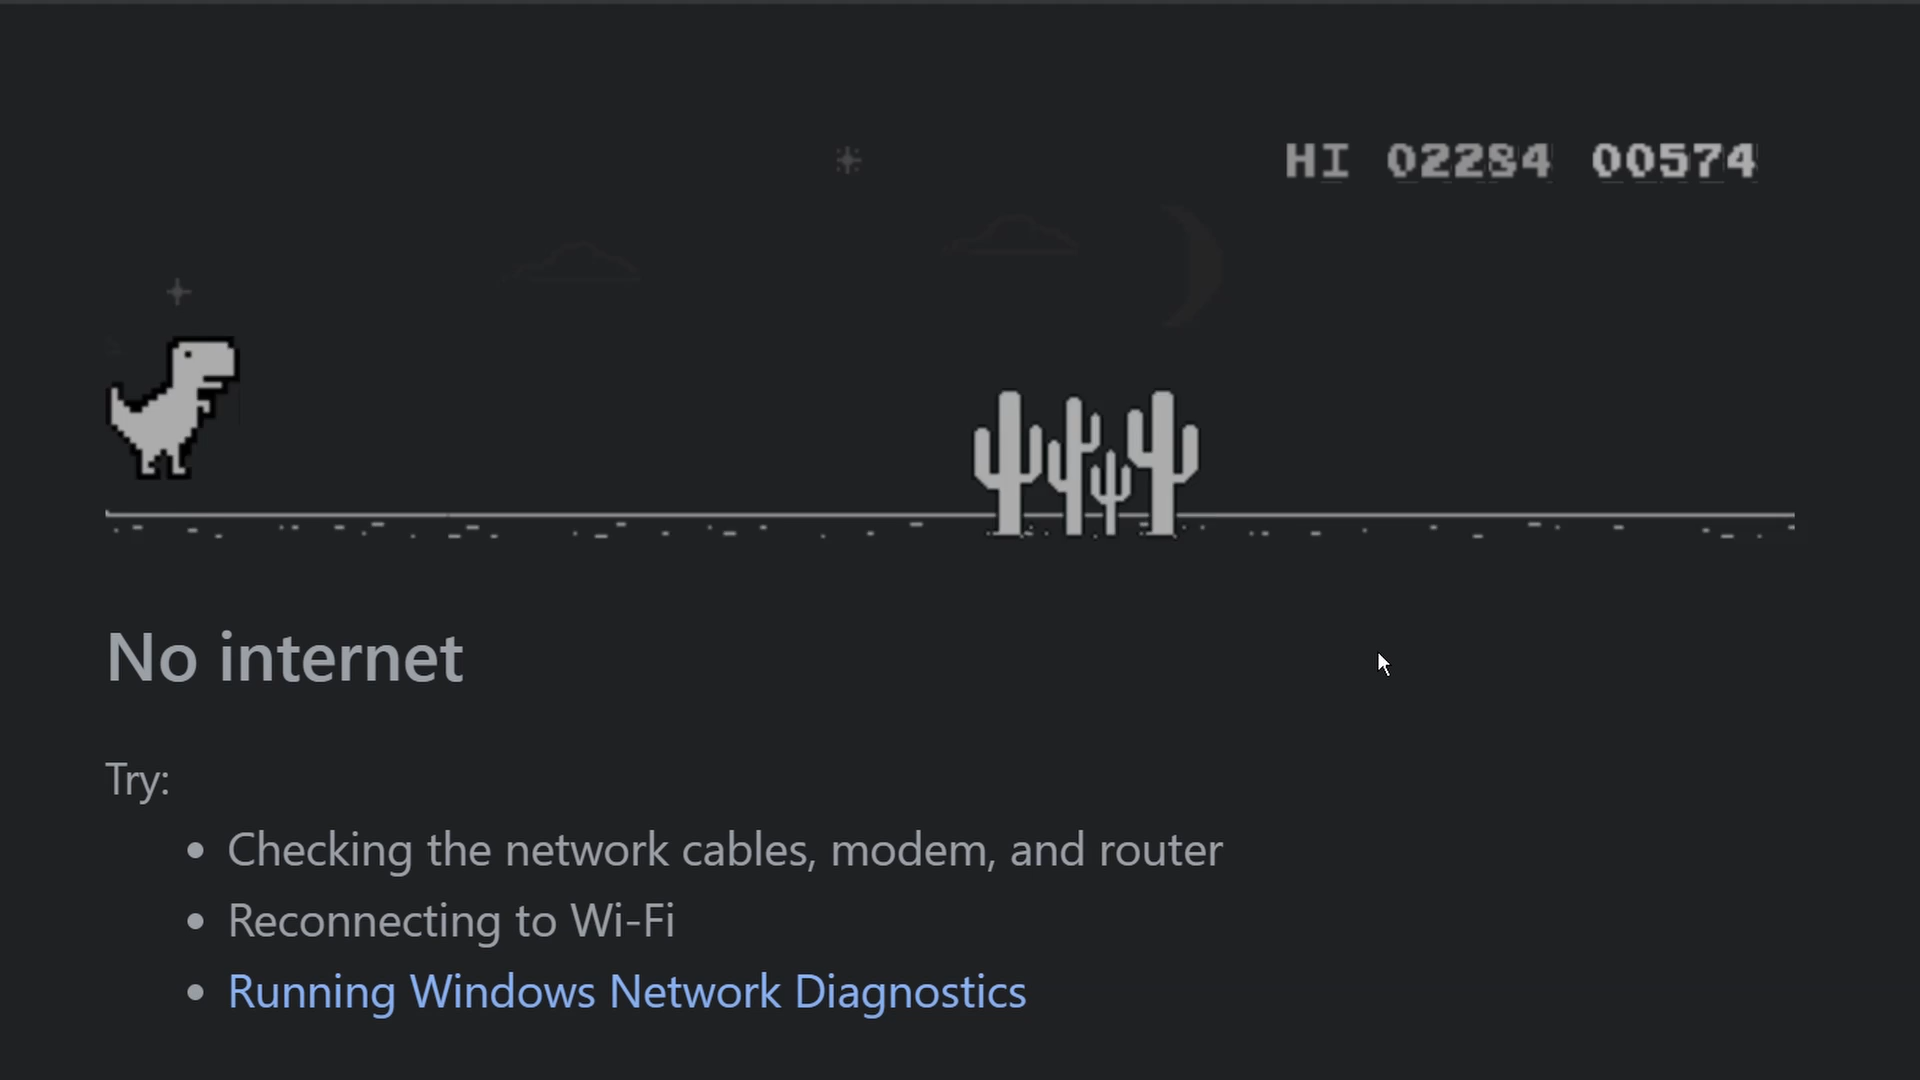 HI 02284 00574
No internet
Try:
Checking the network cables, modem, and router
Reconnecting to Wi-Fi
Running Windows Network Diagnostics